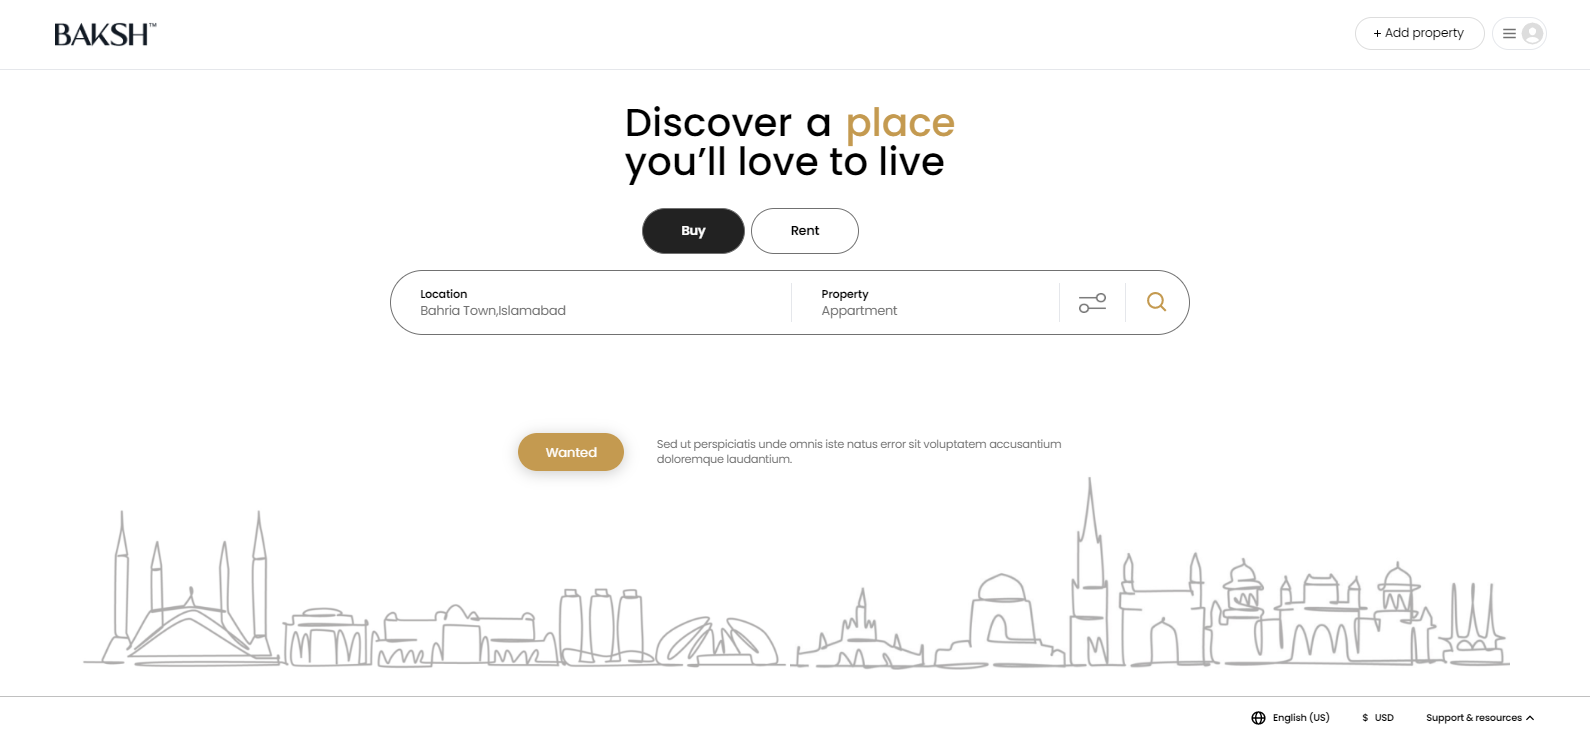 BAKSH™
+ Add property
Discover a place
you’ll love to live
Buy
Rent
Location
Bahria Town,Islamabad
Property
Appartment
Wanted
Sed ut perspiciatis unde omnis iste natus error sit voluptatem accusantium
doloremque laudantium.
English (US)
$ USD
Support & resources